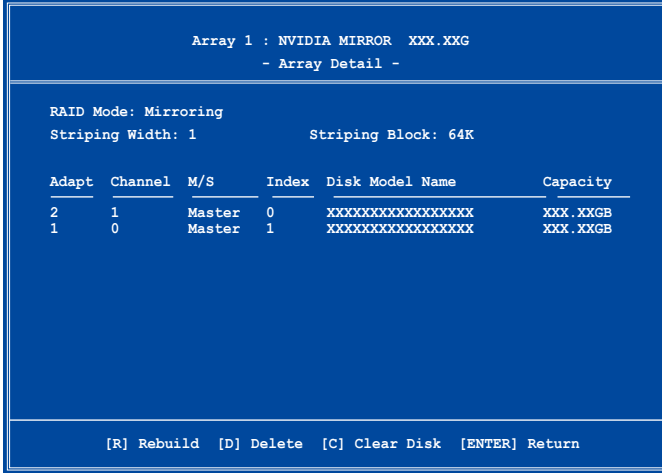 Array 1 : NVIDIA MIRROR  XXX.XXG
- Array Detail -
RAID Mode: Mirroring
Striping Width: 1    Striping Block: 64K
Adapt  Channel  M/S  Index  Disk Model Name  Capacity
2  1  Master  0  XXXXXXXXXXXXXXXXX  XXX.XXGB
1  0  Master  1  XXXXXXXXXXXXXXXXX  XXX.XXGB
[R] Rebuild  [D] Delete  [C] Clear Disk  [ENTER] Return